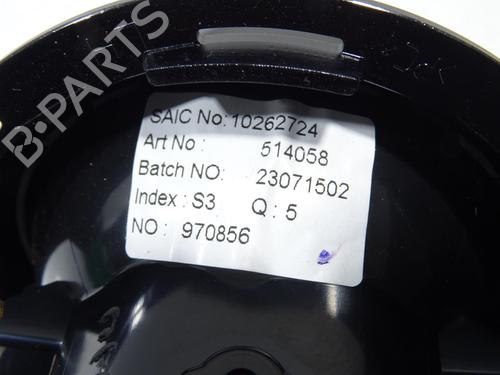 SAIC No:10262724
Art No : 514058
Batch NO: 23071502
Index : S3 Q : 5
NO : 970856
B-PARTS